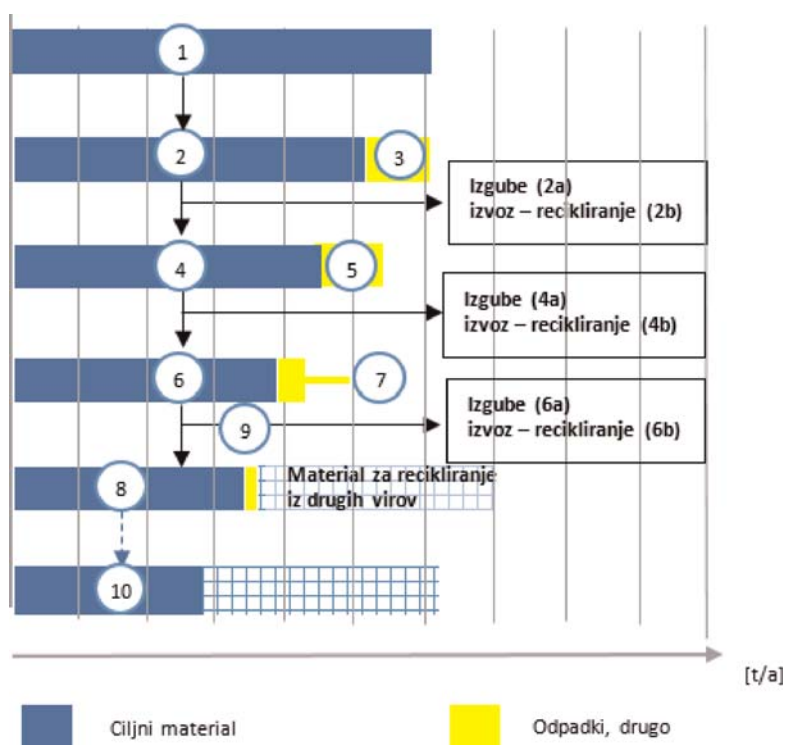 1
2
3
Izgube (2a)
izvoz – recikliranje (2b)
4
5
Izgube (4a)
izvoz – recikliranje (4b)
6
7
Izgube (6a)
izvoz – recikliranje (6b)
9
8
Material za recikliranje
iz drugih virov
10
[t/a]
Ciljni material
Odpadki, drugo